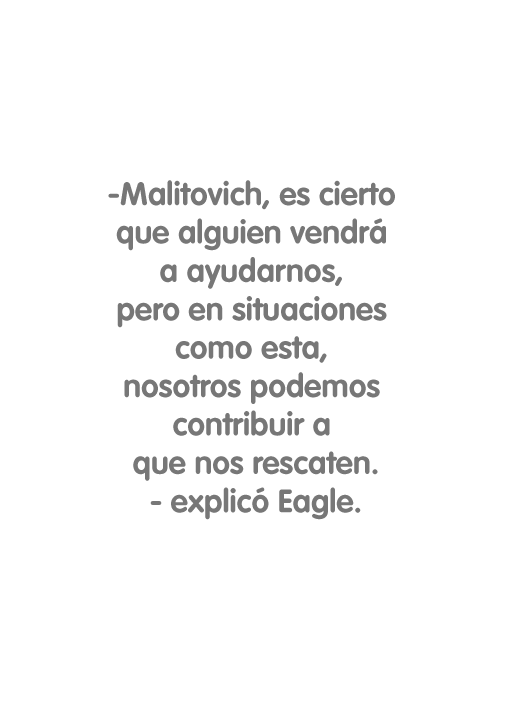 -Malitovich, es cierto
que alguien vendrá
a ayudarnos,
pero en situaciones
como esta,
nosotros podemos
contribuir a
que nos rescaten.
- explicó Eagle.